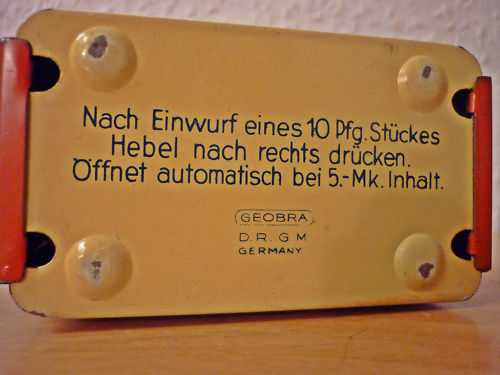 Nach Einwurf eines 10 Pfg. Stückes
Hebel nach rechts drücken.
Öffnet automatisch bei 5.-Mk. Inhalt.
GEOBRA
D.R.G M
GERMANY